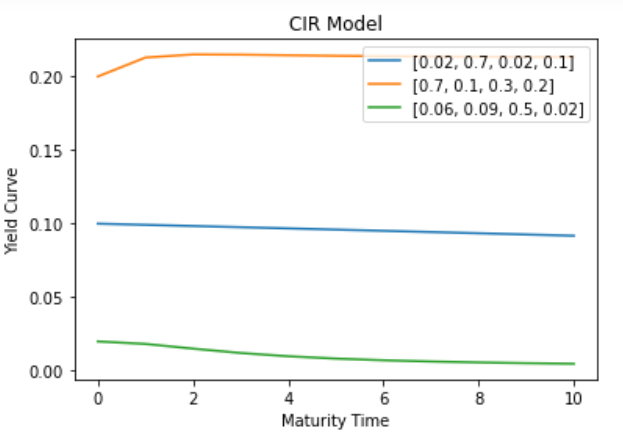 CIR Model
Yield Curve
0.20
0.15
0.10
0.05
0.00
[0.02, 0.7, 0.02, 0.1]
[0.7, 0.1, 0.3, 0.2]
[0.06, 0.09, 0.5, 0.02]
0 2 4 6 8 10
Maturity Time